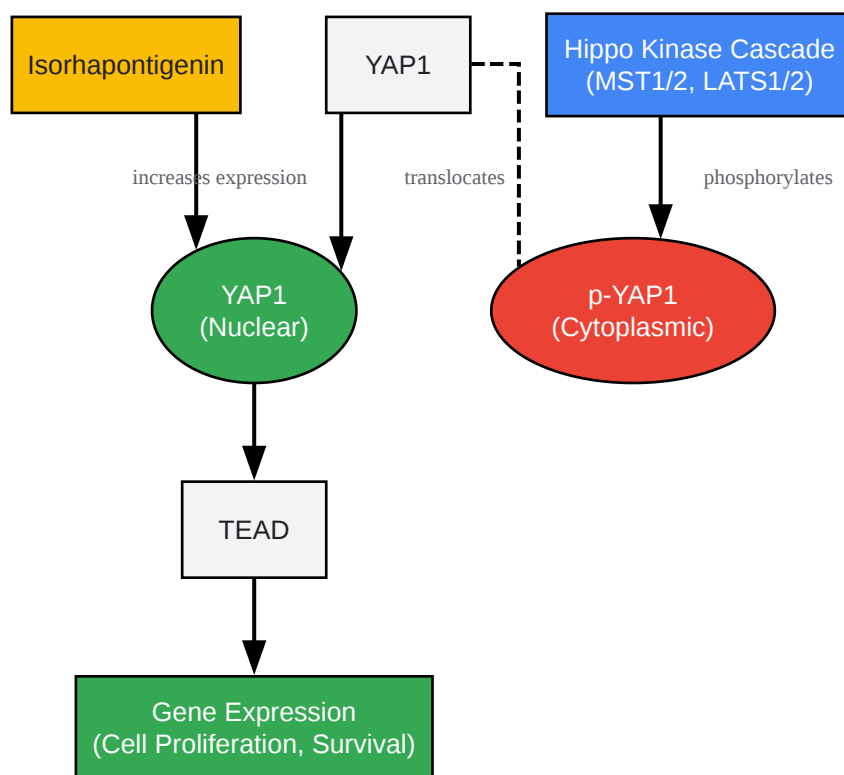 Isorhapontigenin
YAP1
Hippo Kinase Cascade
(MST1/2, LATS1/2)
increases expression
translocates
phosphorylates
YAP1
(Nuclear)
p-YAP1
(Cytoplasmic)
TEAD
Gene Expression
(Cell Proliferation, Survival)